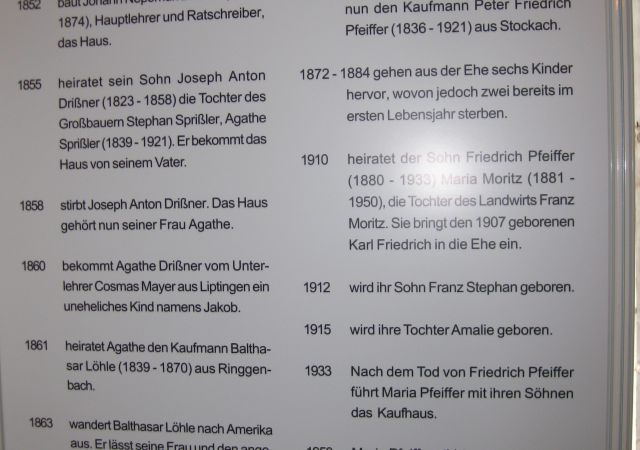 1852 baut Johann
1874), Hauptlehrer und Ratschreiber,
das Haus.
1855 heiratet sein Sohn Joseph Anton
Drißner (1823 - 1858) die Tochter des
Großbauern Stephan Sprißler, Agathe
Sprißler (1839 - 1921). Er bekommt das
Haus von seinem Vater.
1858 stirbt Joseph Anton Drißner. Das Haus
gehört nun seiner Frau Agathe.
1860 bekommt Agathe Drißner vom Unter-
lehrer Cosmas Mayer aus Liptingen ein
uneheliches Kind namens Jakob.
1861 heiratet Agathe den Kaufmann Baltha-
sar Löhle (1839 - 1870) aus Ringgen-
bach.
1863 wandert Balthasar Löhle nach Amerika
aus. Er lässt seine Frau und den ange-
nun den Kaufmann Peter Friedrich
Pfeiffer (1836 - 1921) aus Stockach.
1872 - 1884 gehen aus der Ehe sechs Kinder
hervor, wovon jedoch zwei bereits im
ersten Lebensjahr sterben.
1910 heiratet der Sohn Friedrich Pfeiffer
(1880 - 1933) Maria Moritz (1881 -
1950), die Tochter des Landwirts Franz
Moritz. Sie bringt den 1907 geborenen
Karl Friedrich in die Ehe ein.
1912 wird ihr Sohn Franz Stephan geboren.
1915 wird ihre Tochter Amalie geboren.
1933 Nach dem Tod von Friedrich Pfeiffer
führt Maria Pfeiffer mit ihren Söhnen
das Kaufhaus.